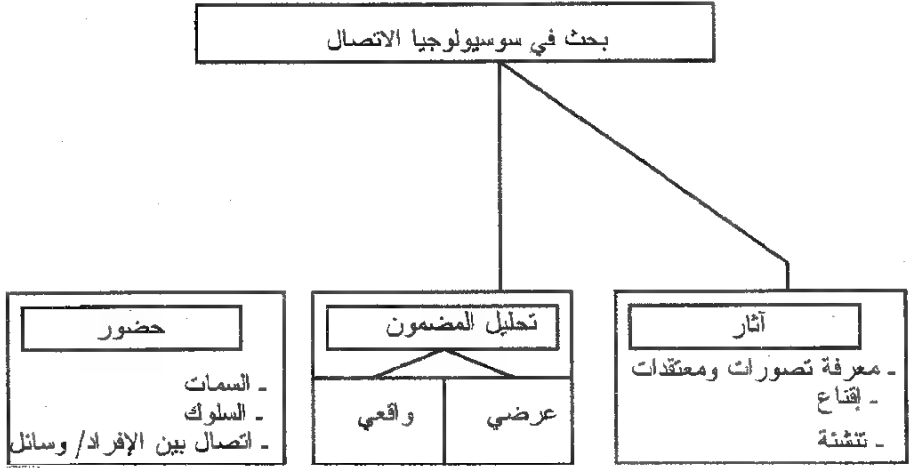 بحث في سوسيولوجيا الاتصال
آثار
ـ معرفة تصورات ومعتقدات
ـ إقناع
ـ تنشئة
تحليل المضمون
عرضي
واقعي
حضور
ـ السمات
ـ السلوك
ـ اتصال بين الإفراد/ وسائل